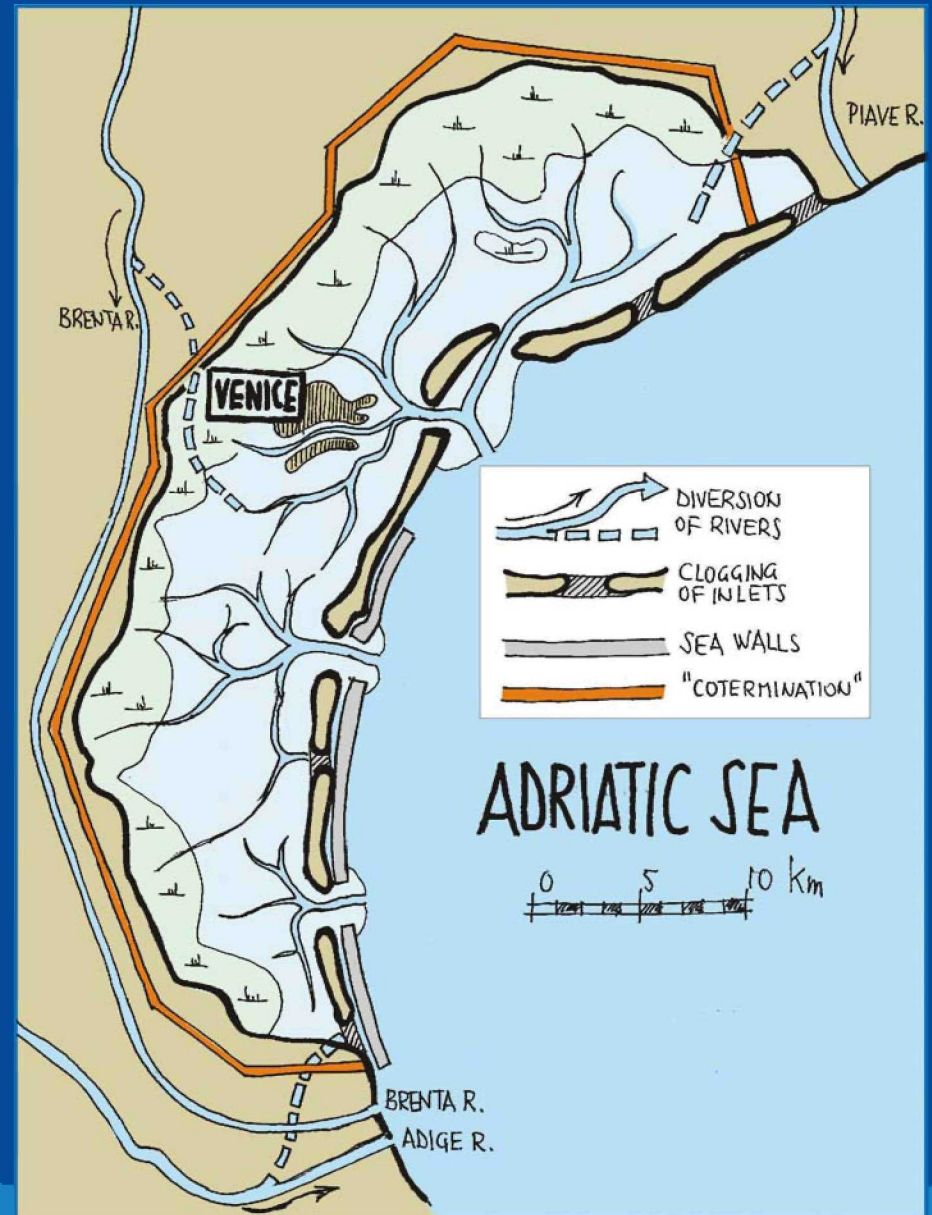 PIAVE R.
BRENTA R.
VENICE
DIVERSION
OF RIVERS
CLOGGING
OF INLETS
SEA WALLS
"COTERMINATION"
ADRIATIC SEA
0 5 10 Km
BRENTA R.
ADIGE R.